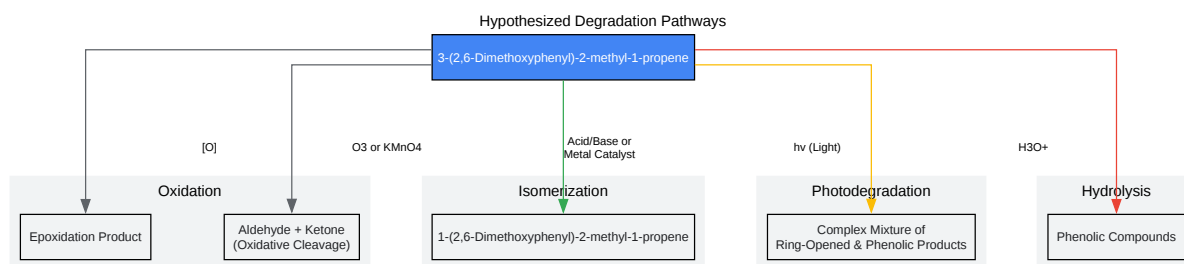 Hypothesized Degradation Pathways
3-(2,6-Dimethoxyphenyl)-2-methyl-1-propene
[O]
O3 or KMnO4
Acid/Base or
Metal Catalyst
hv (Light)
H3O+
Oxidation
Isomerization
Photodegradation
Hydrolysis
Epoxidation Product
Aldehyde + Ketone
(Oxidative Cleavage)
1-(2,6-Dimethoxyphenyl)-2-methyl-1-propene
Complex Mixture of
Ring-Opened & Phenolic Products
Phenolic Compounds